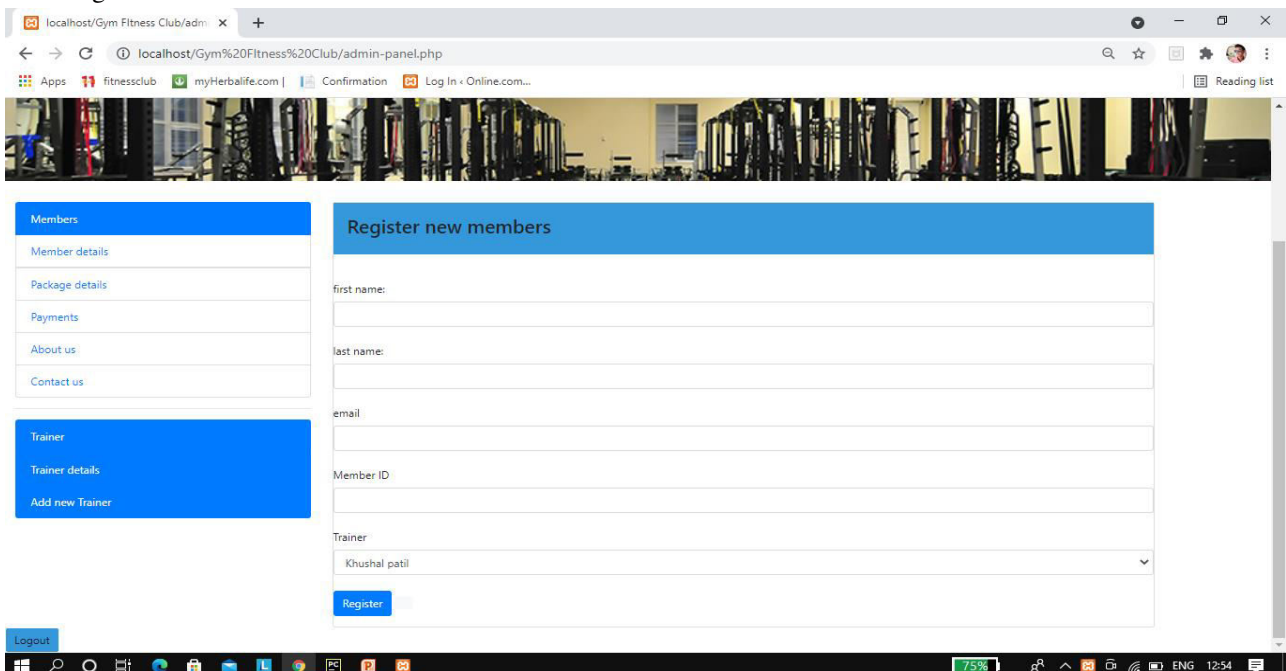 localhost/Gym FItness Club/adm
localhost/Gym%20FItness%20Club/admin-panel.php
Apps fitnessclub myHerbalife.com | Confirmation Log In ‹ Online.com... Reading list
Members
Member details
Package details
Payments
About us
Contact us
Trainer
Trainer details
Add new Trainer
Register new members
first name:
last name:
email
Member ID
Trainer
Khushal patil
Register
Logout
75% ENG 12:54